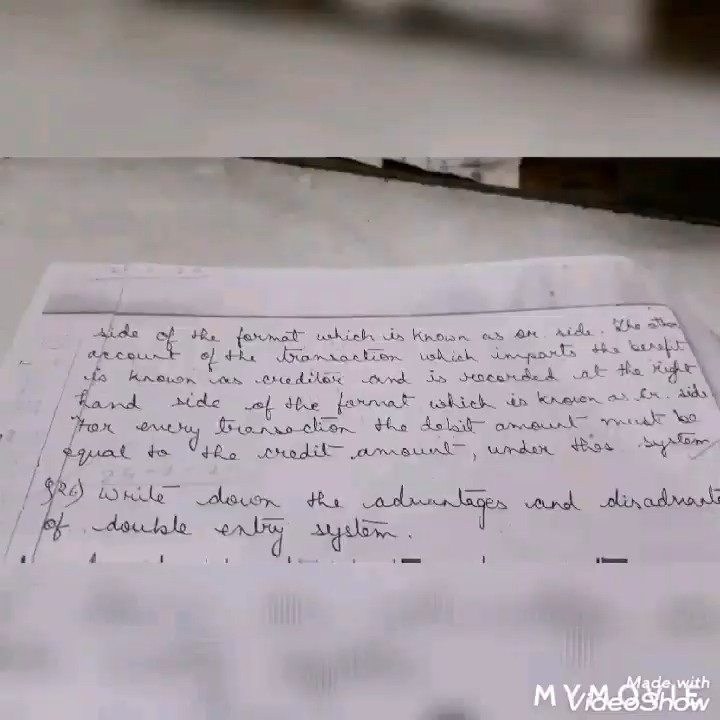 side of the format which is known as Dr. side. The other
account of the transaction which imparts the benefit
is known as creditor and is recorded at the right
hand side of the format which is known as Cr. side
For every transaction the debit amount must be
equal to the credit amount, under this system
Q26) Write down the advantages and disadvant
of double entry system.
Made with
MYMOVIE
VideoShow